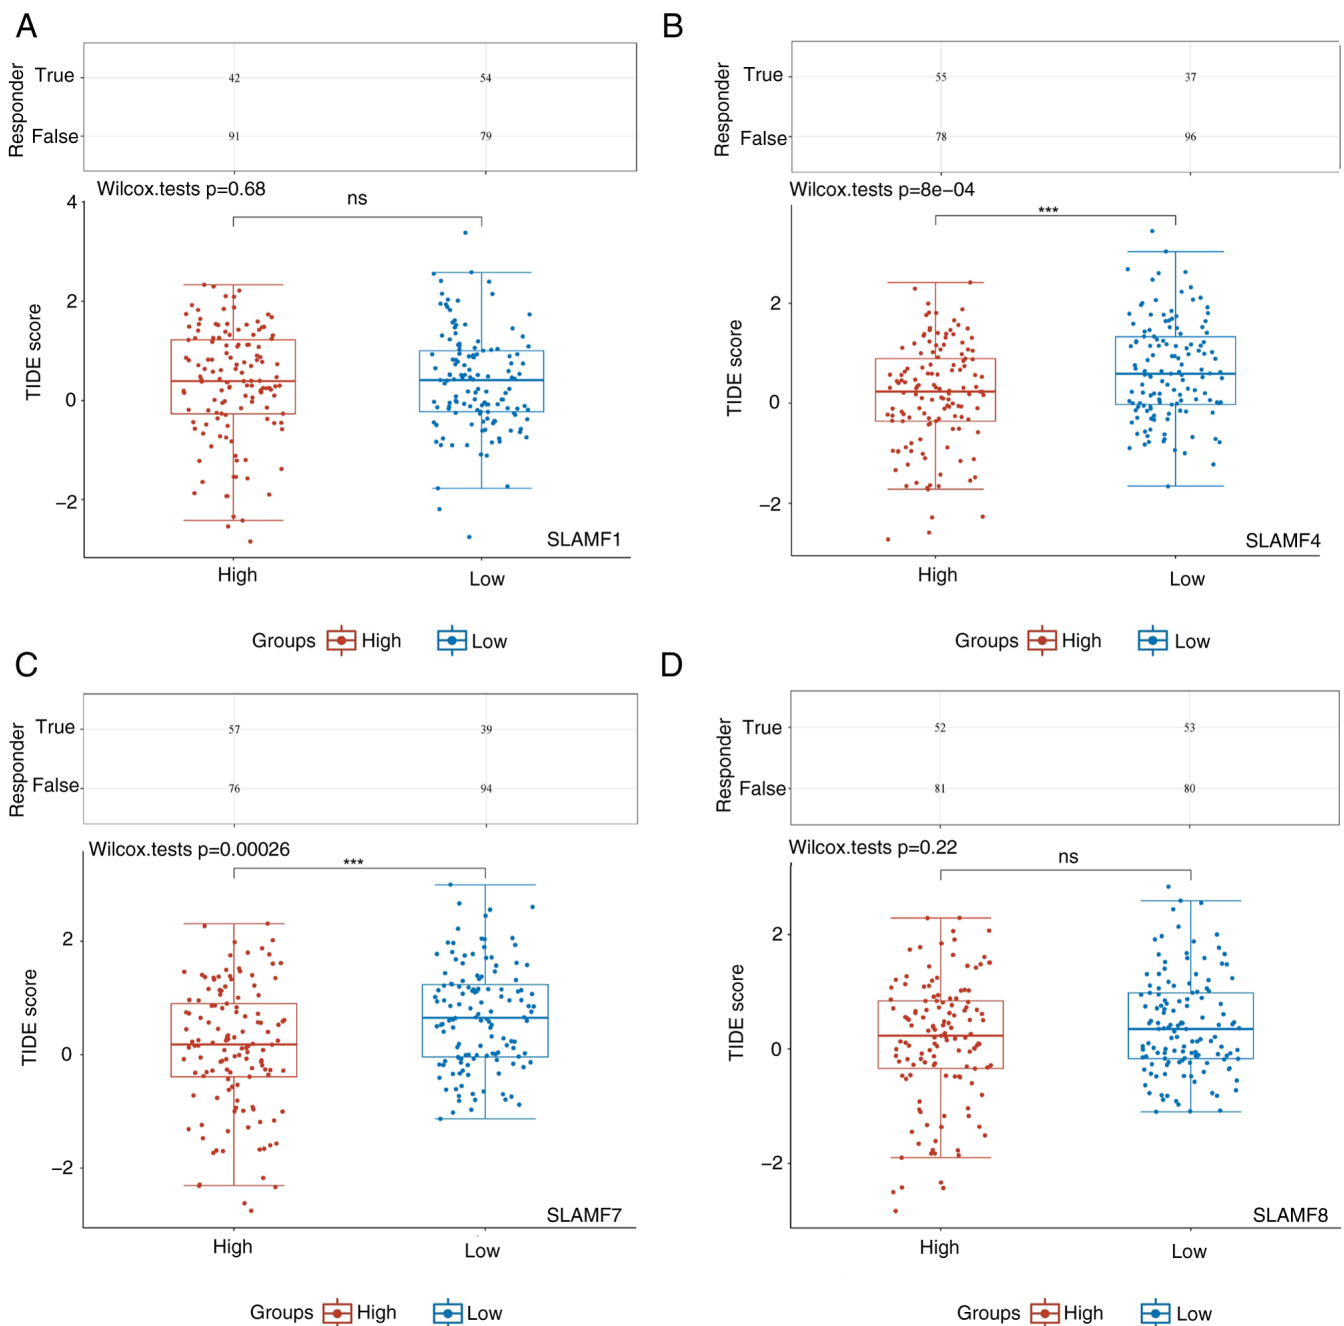 A
Responder
True 42 54
False 91 79
Wilcox.tests p=0.68
ns
TIDE score
4
2
0
−2
SLAMF1
High Low
Groups High Low
B
Responder
True 55 37
False 78 96
Wilcox.tests p=8e−04
***
TIDE score
2
0
−2
SLAMF4
High Low
Groups High Low
C
Responder
True 57 39
False 76 94
Wilcox.tests p=0.00026
***
TIDE score
2
0
−2
SLAMF7
High Low
Groups High Low
D
Responder
True 52 53
False 81 80
Wilcox.tests p=0.22
ns
TIDE score
2
0
−2
SLAMF8
High Low
Groups High Low